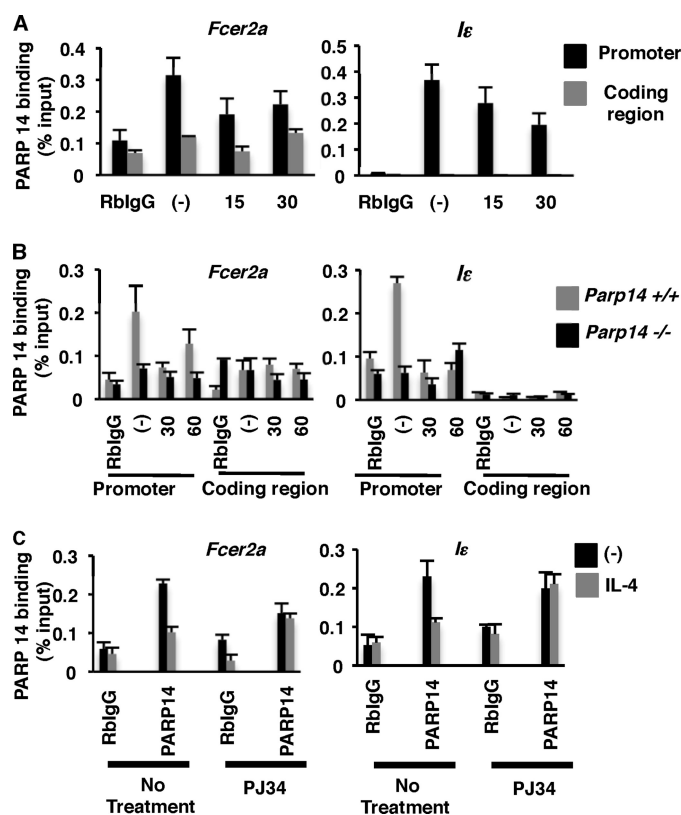 A
Fcer2a
Iε
PARP 14 binding
(% input)
0.4
0.3
0.2
0.1
0
RbIgG
(-)
15
30
0.5
0.4
0.3
0.2
0.1
0
RbIgG
(-)
15
30
Promoter
Coding
region
B
Fcer2a
Iε
PARP 14 binding
(% input)
0.3
0.2
0.1
0
RbIgG
(-)
30
60
RbIgG
(-)
30
60
Promoter
Coding region
0.3
0.2
0.1
0
RbIgG
(-)
30
60
RbIgG
(-)
30
60
Promoter
Coding region
Parp14 +/+
Parp14 -/-
C
Fcer2a
Iε
PARP 14 binding
(% input)
0.3
0.2
0.1
0
RbIgG
PARP14
RbIgG
PARP14
No
Treatment
PJ34
0.3
0.2
0.1
0
RbIgG
PARP14
RbIgG
PARP14
No
Treatment
PJ34
(-)
IL-4